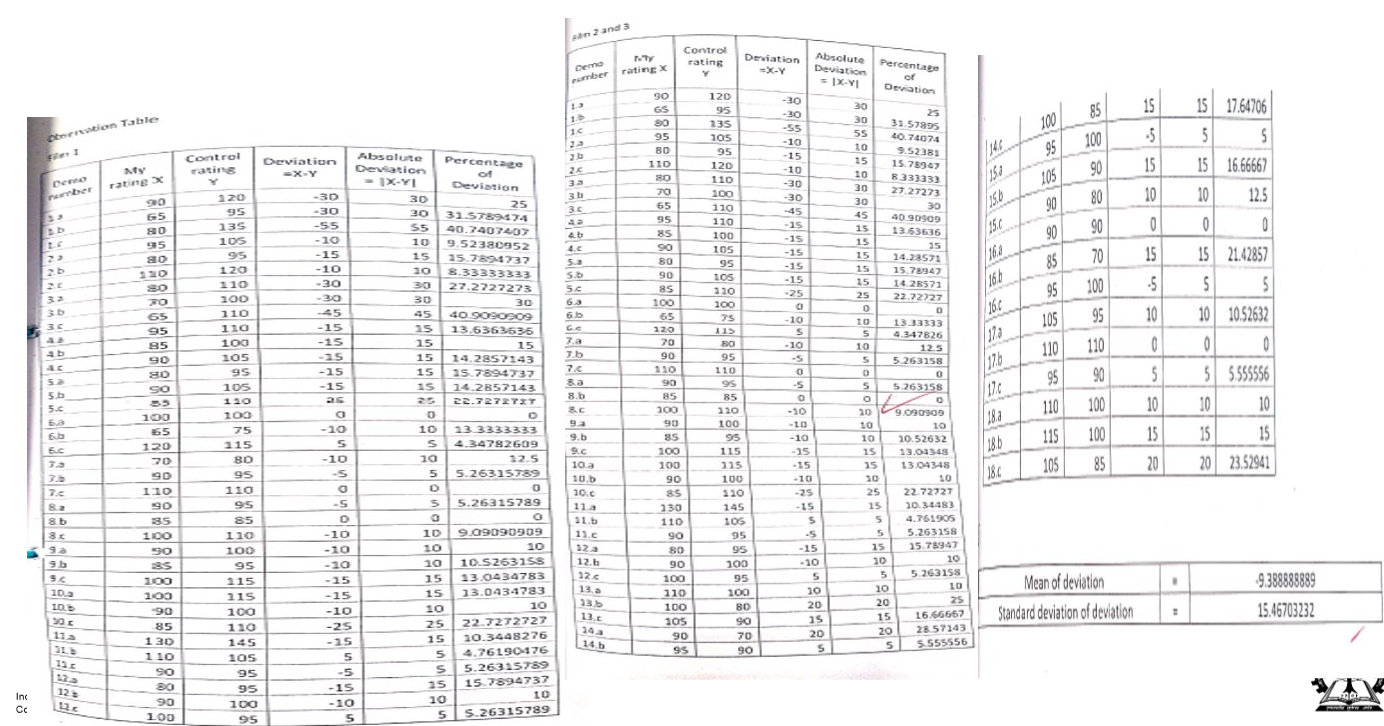 Observation Table
Film 1
Demo number My rating X Control rating Y Deviation =X-Y Absolute Deviation = |X-Y| Percentage of Deviation
1.a 90 120 -30 30 25
1.b 65 95 -30 30 31.5789474
1.c 80 135 -55 55 40.7407407
2.a 95 105 -10 10 9.52380952
2.b 80 95 -15 15 15.7894737
2.c 110 120 -10 10 8.33333333
3.a 80 110 -30 30 27.2727273
3.b 70 100 -30 30 30
3.c 65 110 -45 45 40.9090909
4.a 95 110 -15 15 13.6363636
4.b 85 100 -15 15 15
4.c 90 105 -15 15 14.2857143
5.a 80 95 -15 15 15.7894737
5.b 90 105 -15 15 14.2857143
5.c 85 110 25 25 22.7272727
6.a 100 100 0 0 0
6.b 65 75 -10 10 13.3333333
6.c 120 115 5 5 4.34782609
7.a 70 80 -10 10 12.5
7.b 90 95 -5 5 5.26315789
7.c 110 110 0 0 0
8.a 90 95 -5 5 5.26315789
8.b 85 85 0 0 0
8.c 100 110 -10 10 9.09090909
9.a 90 100 -10 10 10
9.b 85 95 -10 10 10.5263158
9.c 100 115 -15 15 13.0434783
10.a 100 115 -15 15 13.0434783
10.b 90 100 -10 10 10
10.c 85 110 -25 25 22.7272727
11.a 130 145 -15 15 10.3448276
11.b 110 105 5 5 4.76190476
11.c 90 95 -5 5 5.26315789
12.a 80 95 -15 15 15.7894737
12.b 90 100 -10 10 10
12.c 100 95 5 5 5.26315789
Film 2 and 3
Demo number My rating X Control rating Y Deviation =X-Y Absolute Deviation = |X-Y| Percentage of Deviation
1.a 90 120 -30 30 25
1.b 65 95 -30 30 31.57895
1.c 80 135 -55 55 40.74074
2.a 95 105 -10 10 9.52381
2.b 80 95 -15 15 15.78947
2.c 110 120 -10 10 8.333333
3.a 80 110 -30 30 27.27273
3.b 70 100 -30 30 30
3.c 65 110 -45 45 40.90909
4.a 95 110 -15 15 13.63636
4.b 85 100 -15 15 15
4.c 90 105 -15 15 14.28571
5.a 80 95 -15 15 15.78947
5.b 90 105 -15 15 14.28571
5.c 85 110 -25 25 22.72727
6.a 100 100 0 0 0
6.b 65 75 -10 10 13.33333
6.c 120 115 5 5 4.347826
7.a 70 80 -10 10 12.5
7.b 90 95 -5 5 5.263158
7.c 110 110 0 0 0
8.a 90 95 -5 5 5.263158
8.b 85 85 0 0 0
8.c 100 110 -10 10 9.090909
9.a 90 100 -10 10 10
9.b 85 95 -10 10 10.52632
9.c 100 115 -15 15 13.04348
10.a 100 115 -15 15 13.04348
10.b 90 100 -10 10 10
10.c 85 110 -25 25 22.72727
11.a 130 145 -15 15 10.34483
11.b 110 105 5 5 4.761905
11.c 90 95 -5 5 5.263158
12.a 80 95 -15 15 15.78947
12.b 90 100 -10 10 10
12.c 100 95 5 5 5.263158
13.a 110 100 10 10 10
13.b 100 80 20 20 25
13.c 105 90 15 15 16.66667
14.a 90 70 20 20 28.57143
14.b 95 90 5 5 5.555556
14.c 100 85 15 15 17.64706
15.a 95 100 -5 5 5
15.b 105 90 15 15 16.66667
15.c 90 80 10 10 12.5
16.a 90 90 0 0 0
16.b 85 70 15 15 21.42857
16.c 95 100 -5 5 5
17.a 105 95 10 10 10.52632
17.b 110 110 0 0 0
17.c 95 90 5 5 5.555556
18.a 110 100 10 10 10
18.b 115 100 15 15 15
18.c 105 85 20 20 23.52941
Mean of deviation = -9.388888889
Standard deviation of deviation = 15.46703232